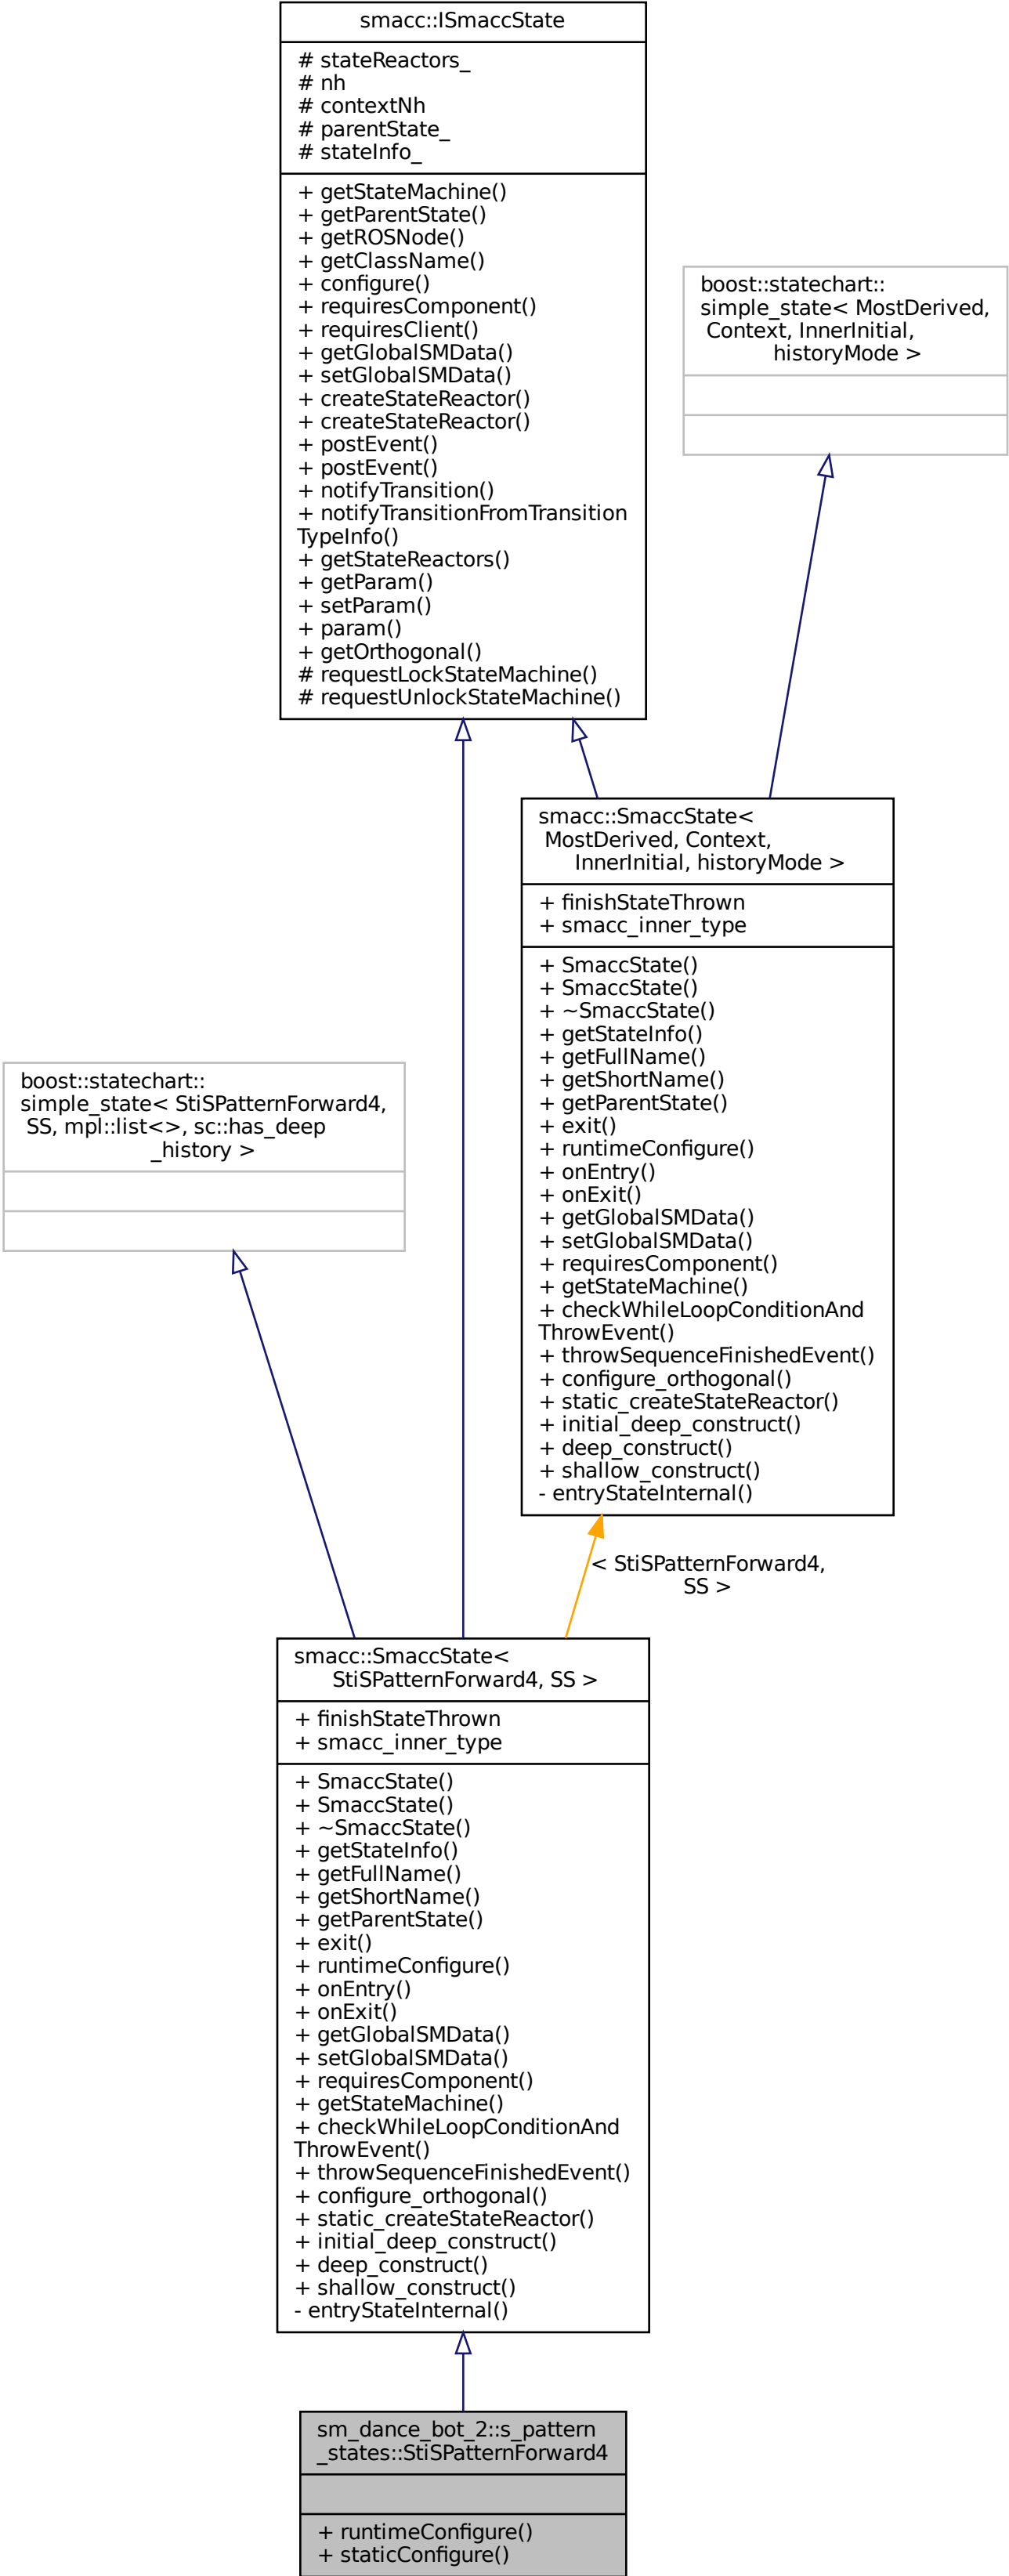 smacc::ISmaccState
# stateReactors_
# nh
# contextNh
# parentState_
# stateInfo_
+ getStateMachine()
+ getParentState()
+ getROSNode()
+ getClassName()
+ configure()
+ requiresComponent()
+ requiresClient()
+ getGlobalSMData()
+ setGlobalSMData()
+ createStateReactor()
+ createStateReactor()
+ postEvent()
+ postEvent()
+ notifyTransition()
+ notifyTransitionFromTransition
TypeInfo()
+ getStateReactors()
+ getParam()
+ setParam()
+ param()
+ getOrthogonal()
# requestLockStateMachine()
# requestUnlockStateMachine()
boost::statechart::
simple_state< MostDerived,
Context, InnerInitial,
historyMode >
smacc::SmaccState<
MostDerived, Context,
InnerInitial, historyMode >
+ finishStateThrown
+ smacc_inner_type
+ SmaccState()
+ SmaccState()
+ ~SmaccState()
+ getStateInfo()
+ getFullName()
+ getShortName()
+ getParentState()
+ exit()
+ runtimeConfigure()
+ onEntry()
+ onExit()
+ getGlobalSMData()
+ setGlobalSMData()
+ requiresComponent()
+ getStateMachine()
+ checkWhileLoopConditionAnd
ThrowEvent()
+ throwSequenceFinishedEvent()
+ configure_orthogonal()
+ static_createStateReactor()
+ initial_deep_construct()
+ deep_construct()
+ shallow_construct()
- entryStateInternal()
boost::statechart::
simple_state< StiSPatternForward4,
SS, mpl::list<>, sc::has_deep
_history >
< StiSPatternForward4,
SS >
smacc::SmaccState<
StiSPatternForward4, SS >
+ finishStateThrown
+ smacc_inner_type
+ SmaccState()
+ SmaccState()
+ ~SmaccState()
+ getStateInfo()
+ getFullName()
+ getShortName()
+ getParentState()
+ exit()
+ runtimeConfigure()
+ onEntry()
+ onExit()
+ getGlobalSMData()
+ setGlobalSMData()
+ requiresComponent()
+ getStateMachine()
+ checkWhileLoopConditionAnd
ThrowEvent()
+ throwSequenceFinishedEvent()
+ configure_orthogonal()
+ static_createStateReactor()
+ initial_deep_construct()
+ deep_construct()
+ shallow_construct()
- entryStateInternal()
sm_dance_bot_2::s_pattern
_states::StiSPatternForward4
+ runtimeConfigure()
+ staticConfigure()